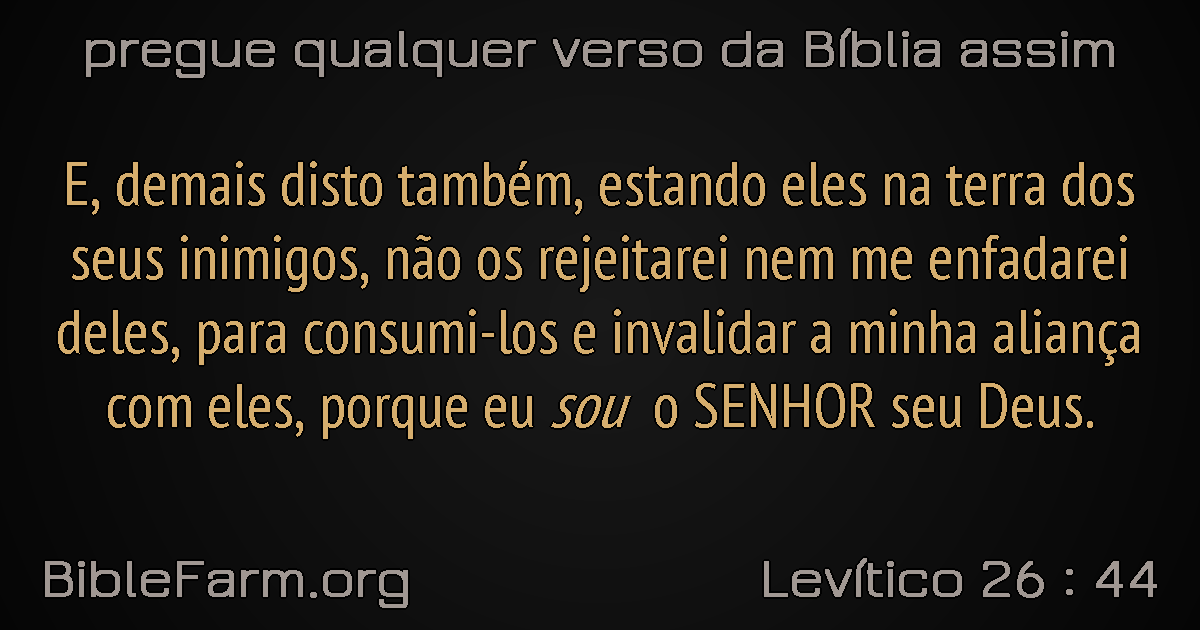 pregue qualquer verso da Bíblia assim
E, demais disto também, estando eles na terra dos
seus inimigos, não os rejeitarei nem me enfadarei
deles, para consumi-los e invalidar a minha aliança
com eles, porque eu sou o SENHOR seu Deus.
BibleFarm.org
Levítico 26 : 44